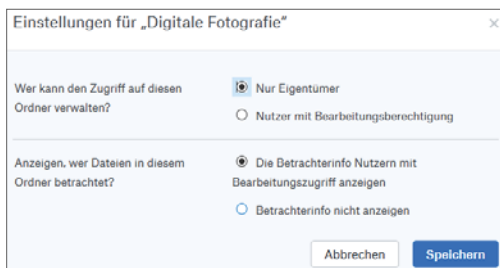 Einstellungen für „Digitale Fotografie“
Wer kann den Zugriff auf diesen
Ordner verwalten?
Nur Eigentümer
Nutzer mit Bearbeitungsberechtigung
Anzeigen, wer Dateien in diesem
Ordner betrachtet?
Die Betrachterinfo Nutzern mit
Bearbeitungszugriff anzeigen
Betrachterinfo nicht anzeigen
Abbrechen
Speichern